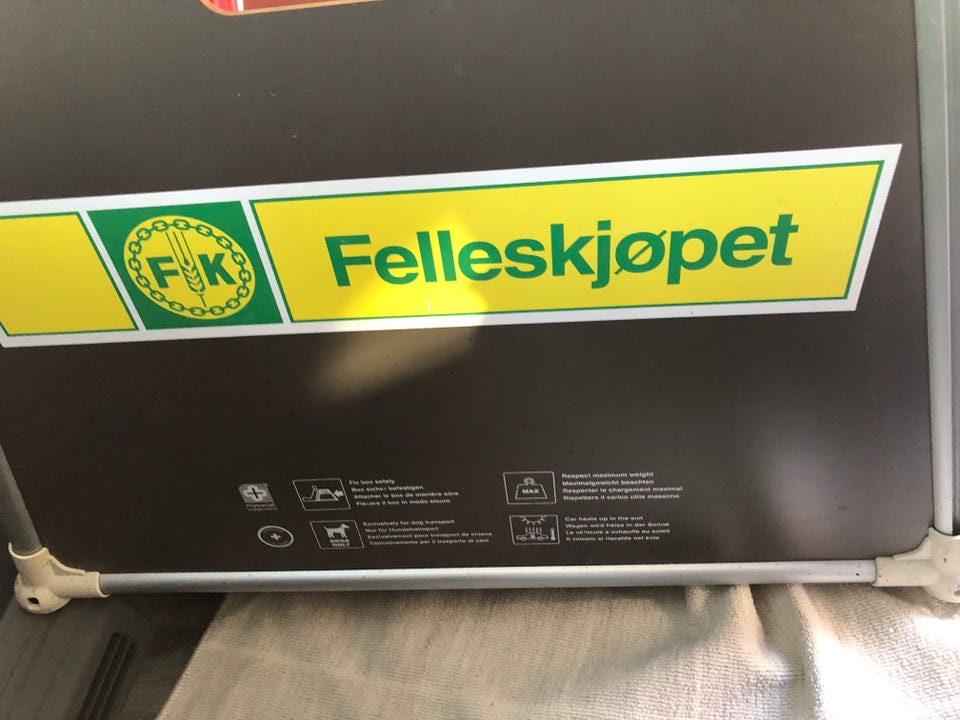 F K
Felleskjøpet
Fix box safely
Box sicher befestigen
Attacher le box de manière sûre
Fissare il box in modo sicuro
MAX
Respect maximum weight
Maximalgewicht beachten
Respecter le chargement maximal
Rispettare il carico utile massimo
DOGS
ONLY
Exclusively for dog transport
Nur für Hundetransport
Exclusivement pour transport de chiens
Esclusivamente per il trasporto di cani
Car heats up in the sun
Wagen wird heiss in der Sonne
La véhicule s'échauffe au soleil
Il veicolo si riscalda nel sole